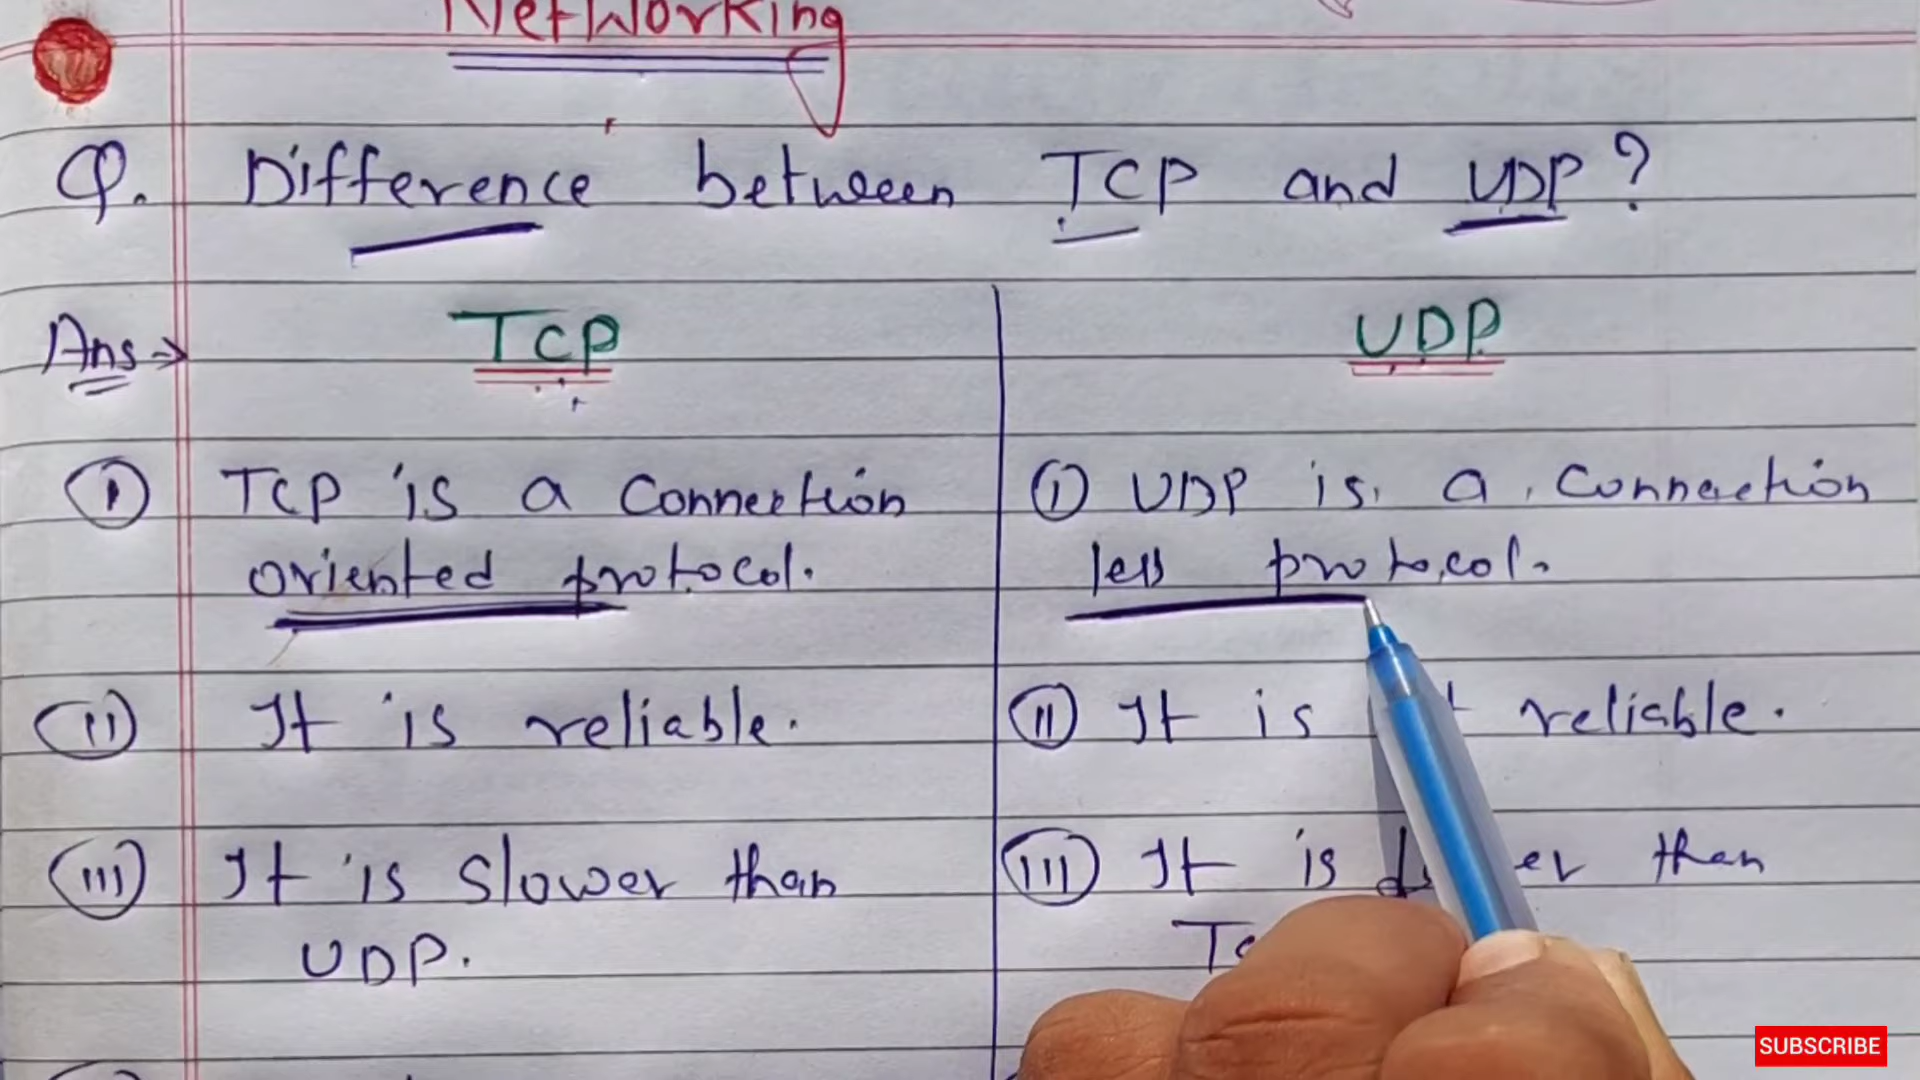 Networking
Q. Difference between TCP and UDP?
Ans→
TCP
UDP
(i) TCP is a Connection
oriented protocol.
(i) UDP is a Connection
less protocol.
(ii) It is reliable.
(ii) It is reliable.
(iii) It is slower than
UDP.
(iii) It is than
SUBSCRIBE